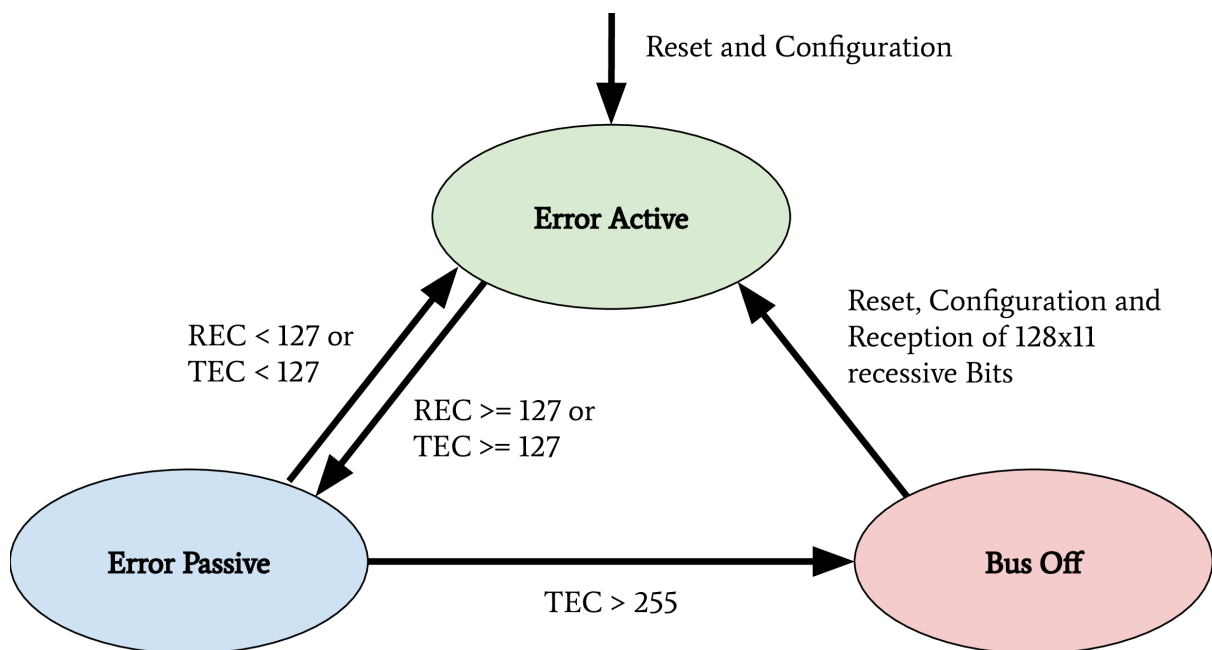 Reset and Configuration
Error Active
REC < 127 or
TEC < 127
Reset, Configuration and
Reception of 128x11
recessive Bits
REC >= 127 or
TEC >= 127
Error Passive
Bus Off
TEC > 255